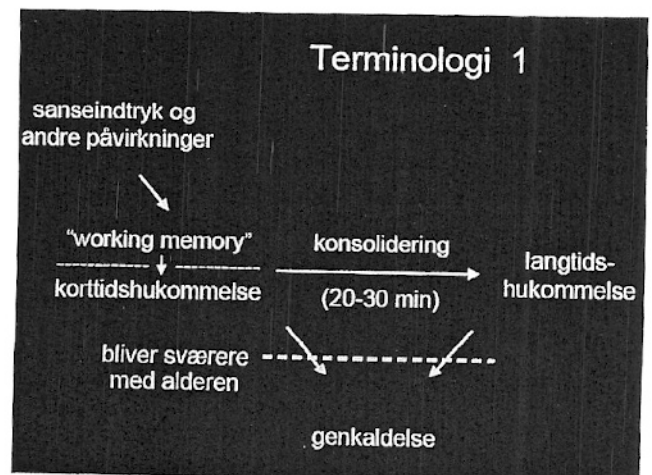 Terminologi 1
sanseindtryk og
andre påvirkninger
"working memory"
korttidshukommelse
konsolidering
(20-30 min)
langtids-
hukommelse
bliver sværere
med alderen
genkaldelse